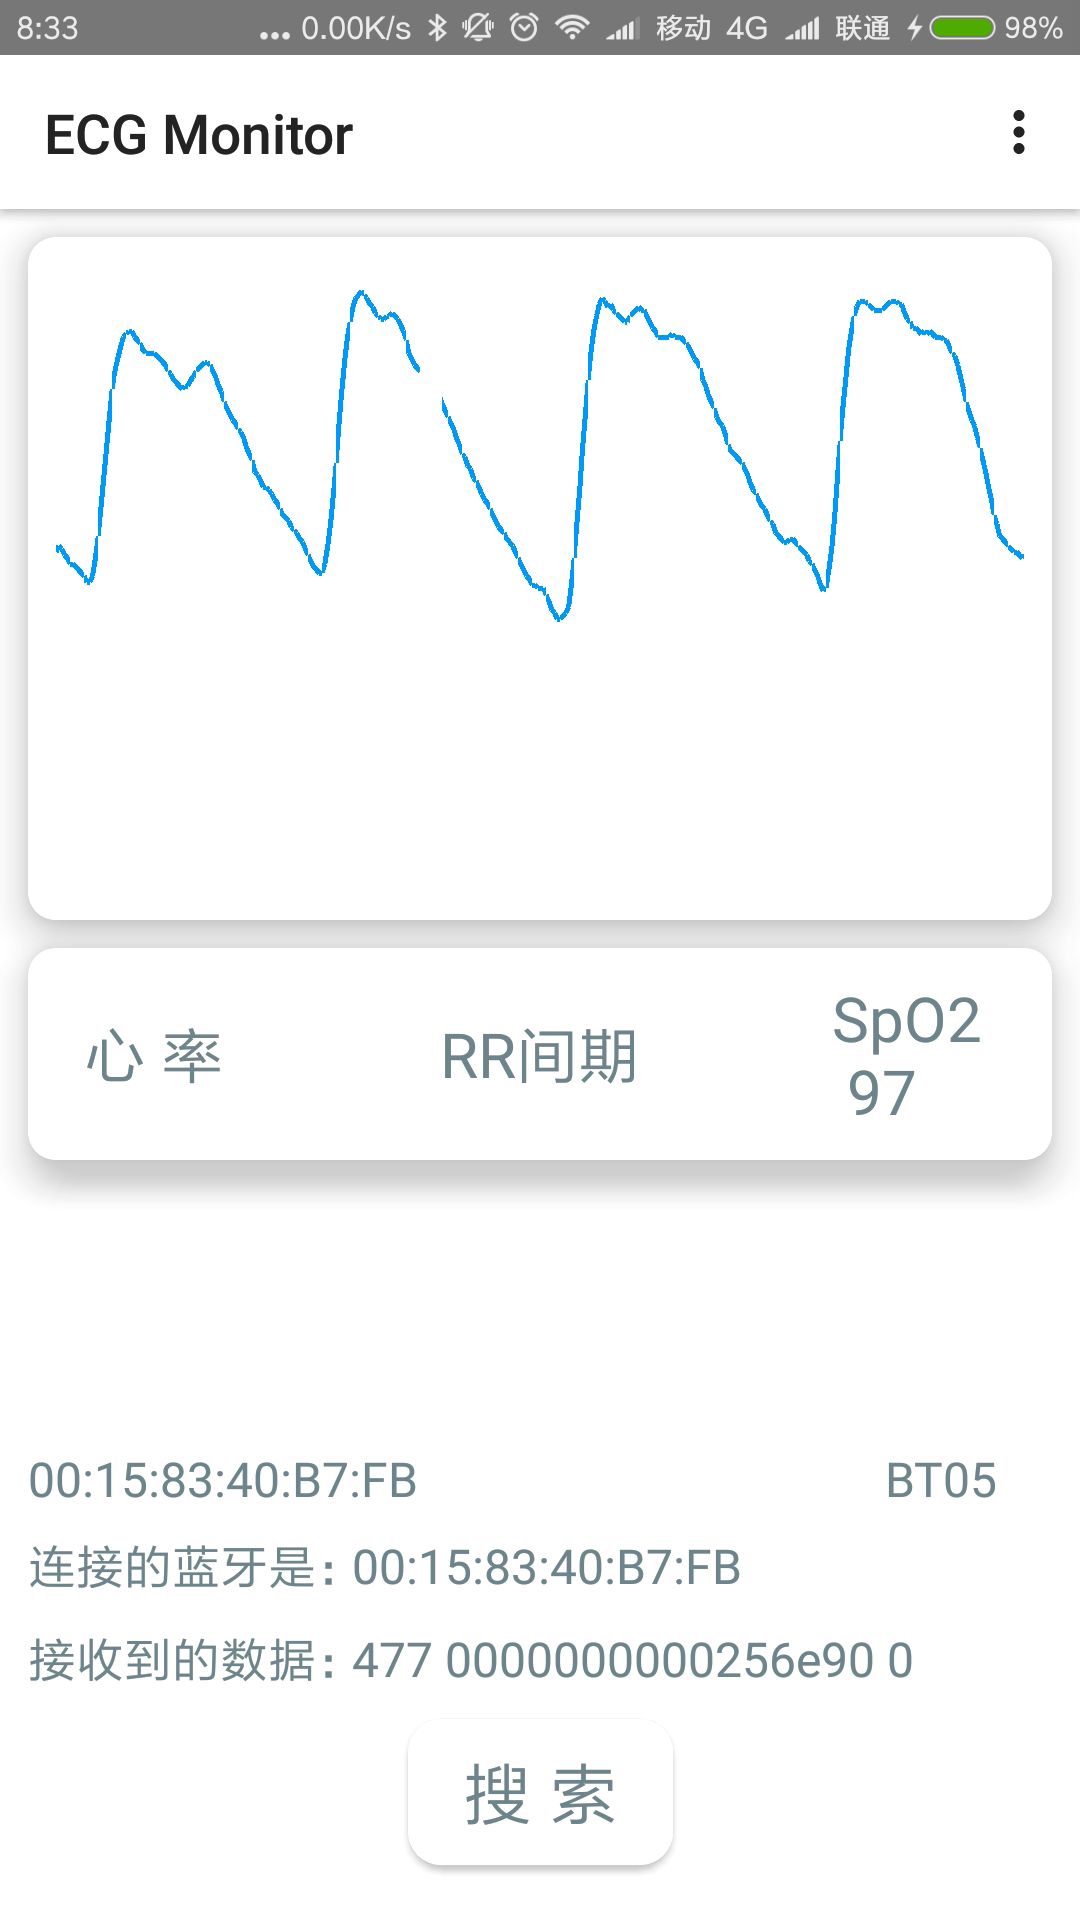 8:33 ... 0.00K/s 移动 4G 联通 98%
ECG Monitor
心 率 RR间期 SpO2
97
00:15:83:40:B7:FB BT05
连接的蓝牙是: 00:15:83:40:B7:FB
接收到的数据: 477 0000000000256e90 0
搜 索